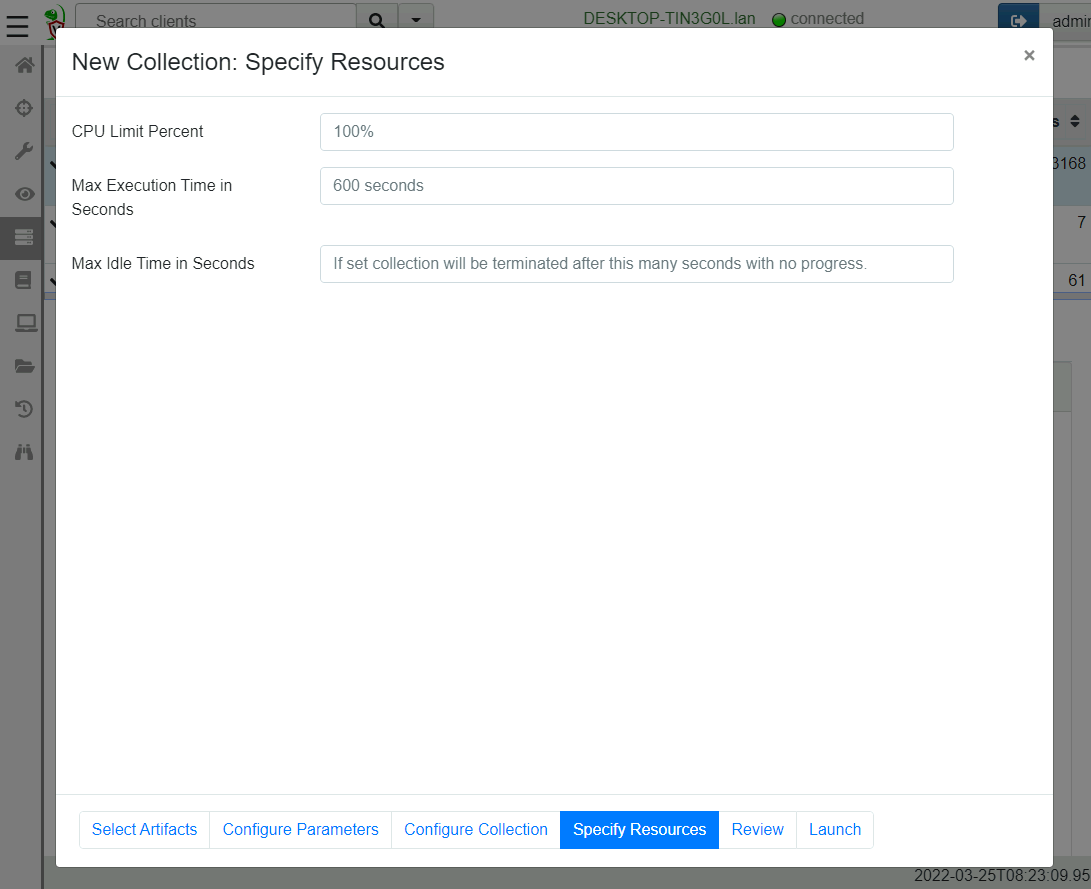 Search clients
DESKTOP-TIN3G0L.lan connected
admin
New Collection: Specify Resources
×
CPU Limit Percent
100%
Max Execution Time in
Seconds
600 seconds
Max Idle Time in Seconds
If set collection will be terminated after this many seconds with no progress.
s
3168
7
61
Select Artifacts
Configure Parameters
Configure Collection
Specify Resources
Review
Launch
2022-03-25T08:23:09.95